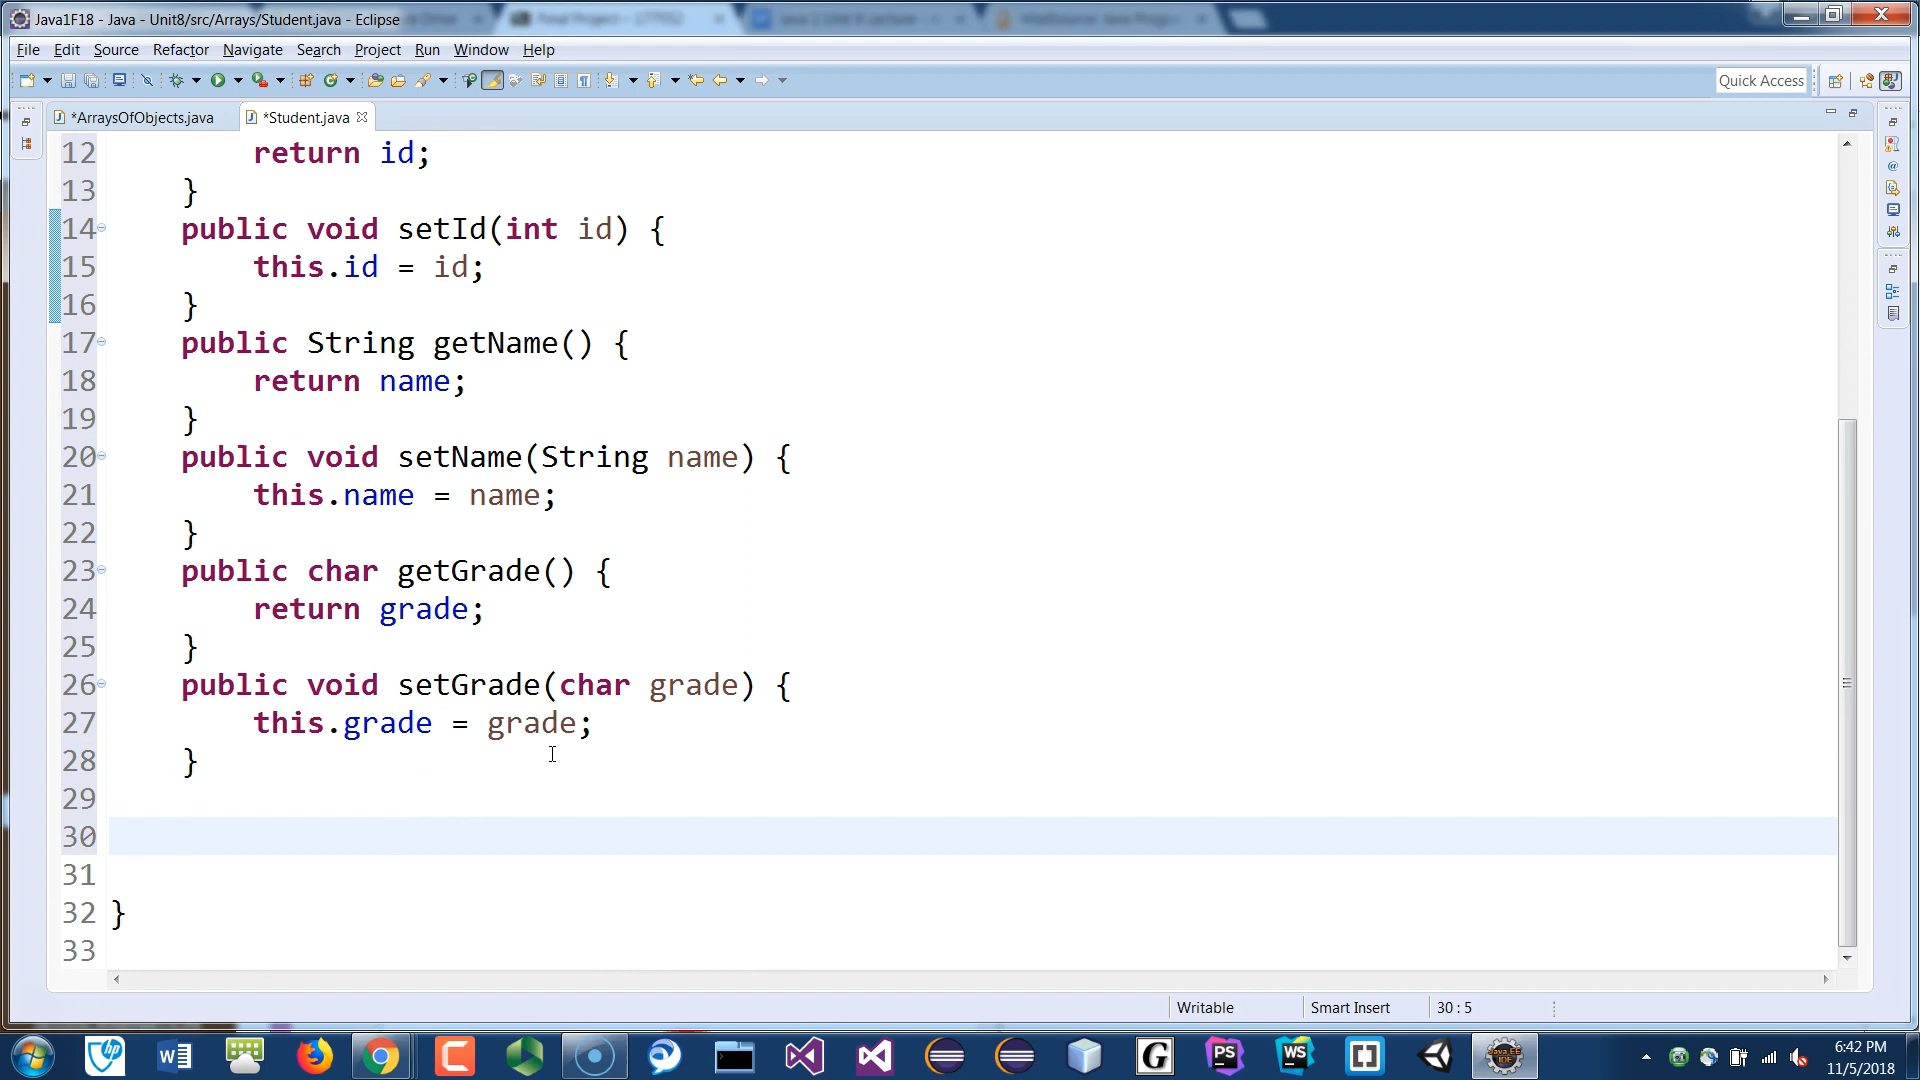 Java1F18 - Java - Unit8/src/Arrays/Student.java - Eclipse
File Edit Source Refactor Navigate Search Project Run Window Help
Quick Access
*ArraysOfObjects.java *Student.java
12 return id;
13 }
14 public void setId(int id) {
15 this.id = id;
16 }
17 public String getName() {
18 return name;
19 }
20 public void setName(String name) {
21 this.name = name;
22 }
23 public char getGrade() {
24 return grade;
25 }
26 public void setGrade(char grade) {
27 this.grade = grade;
28 }
29
30
31
32 }
33
Writable Smart Insert 30 : 5
6:42 PM
11/5/2018